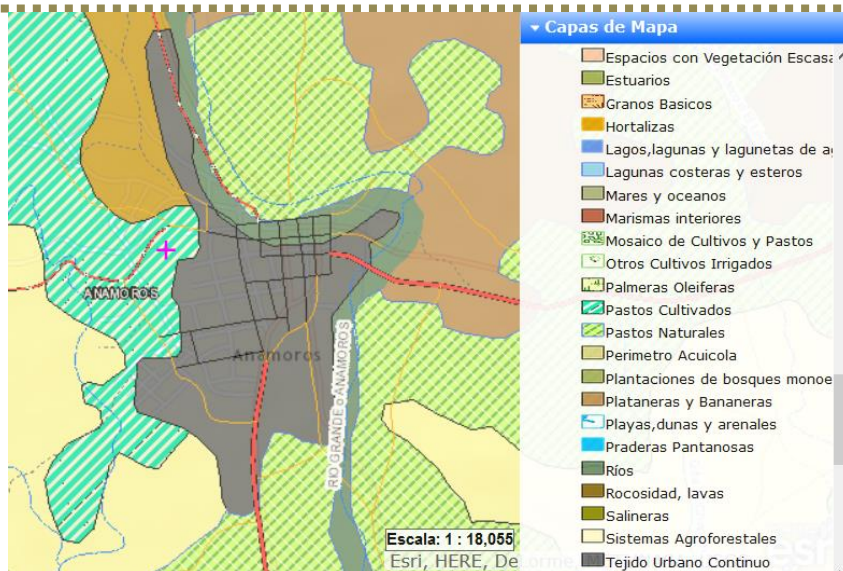 Capas de Mapa
Espacios con Vegetación Escasa
Estuarios
Granos Basicos
Hortalizas
Lagos,lagunas y lagunetas de a
Lagunas costeras y esteros
Mares y oceanos
Marismas interiores
Mosaico de Cultivos y Pastos
Otros Cultivos Irrigados
Palmeras Oleiferas
Pastos Cultivados
Pastos Naturales
Perimetro Acuicola
Plantaciones de bosques monoe
Plataneras y Bananeras
Playas,dunas y arenales
Praderas Pantanosas
Ríos
Rocosidad, lavas
Salineras
Sistemas Agroforestales
Tejido Urbano Continuo
ANAMOROS
Anamoros
RIO GRANDE o ANAMOROS
Escala: 1 : 18,055
Esri, HERE, DeLorme, M
esri